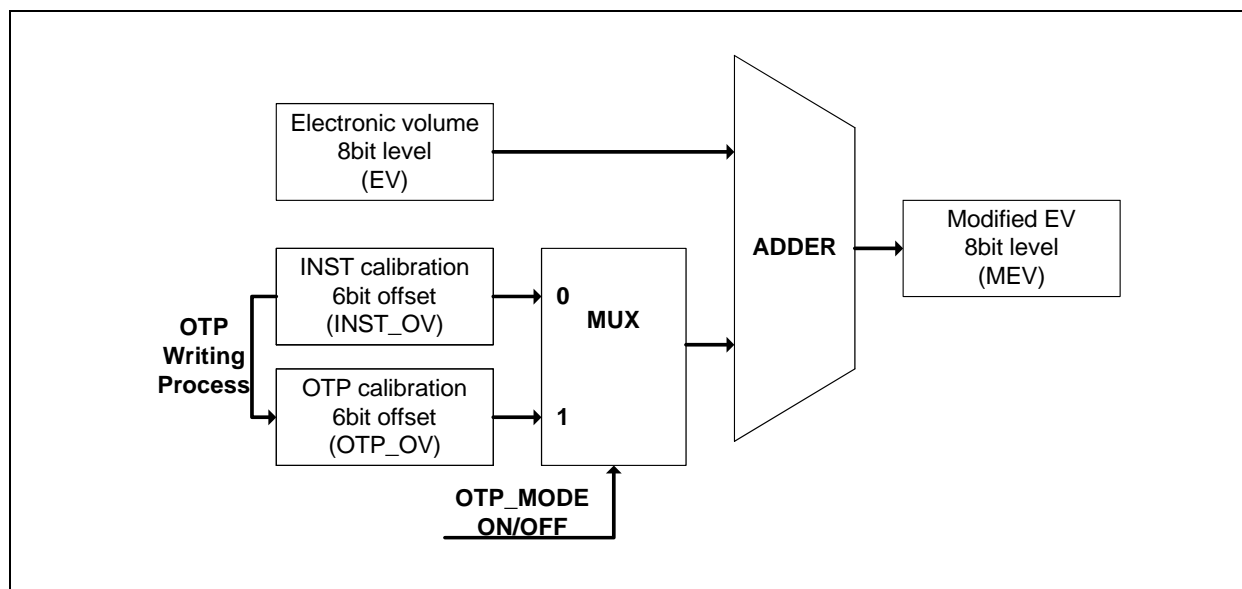 Electronic volume
8bit level
(EV)
ADDER
Modified EV
8bit level
(MEV)
INST calibration
6bit offset
(INST_OV)
0
MUX
OTP
Writing
Process
OTP calibration
6bit offset
(OTP_OV)
1
OTP_MODE
ON/OFF